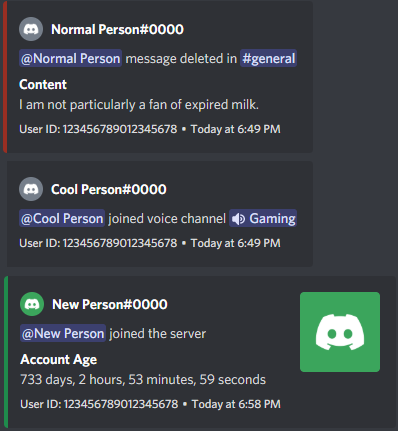 Normal Person#0000
@Normal Person message deleted in #general
Content
I am not particularly a fan of expired milk.
User ID: 123456789012345678 • Today at 6:49 PM
Cool Person#0000
@Cool Person joined voice channel Gaming
User ID: 123456789012345678 • Today at 6:49 PM
New Person#0000
@New Person joined the server
Account Age
733 days, 2 hours, 53 minutes, 59 seconds
User ID: 123456789012345678 • Today at 6:58 PM